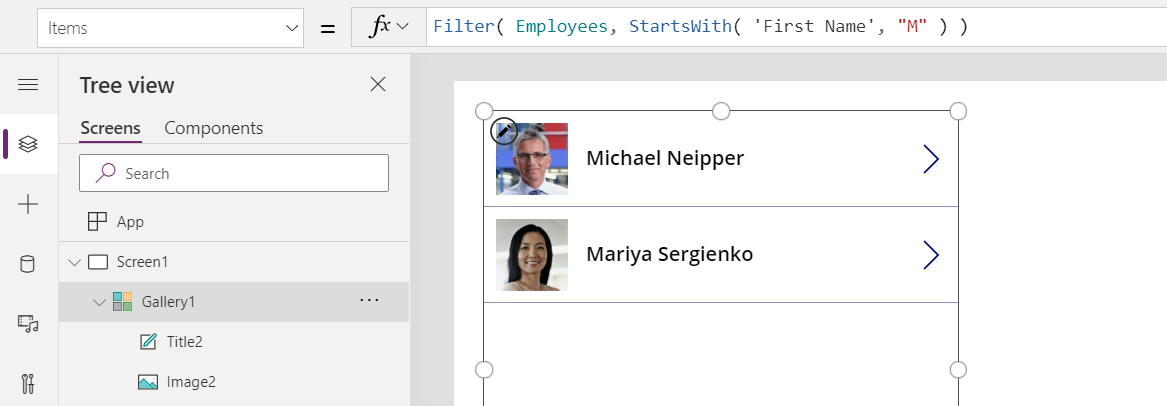 Items
=
fx
Filter( Employees, StartsWith( 'First Name', "M" ) )
Tree view
Screens
Components
Search
App
Screen1
Gallery1
...
Title2
Image2
Michael Neipper
Mariya Sergienko